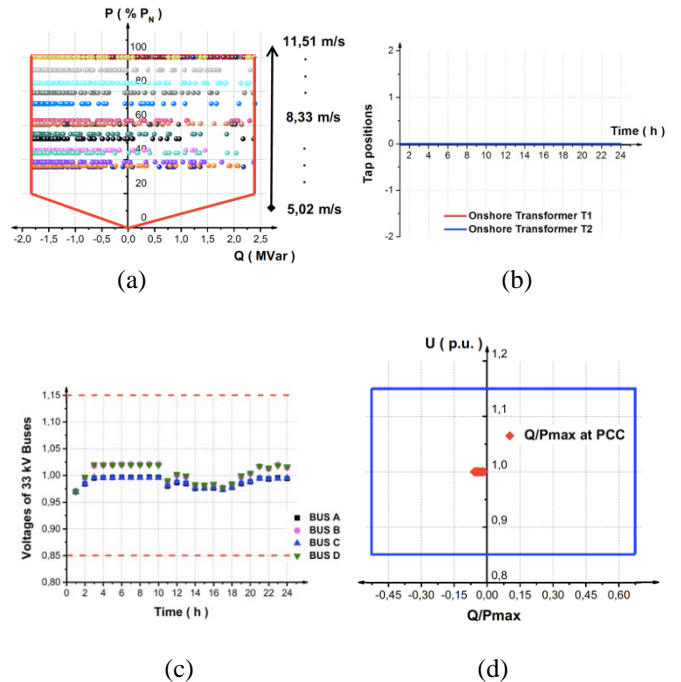 P ( % P_N )
100
80
60
40
20
0
-2,0 -1,5 -1,0 -0,5 0,0 0,5 1,0 1,5 2,0 2,5
Q ( MVar )
11,51 m/s
8,33 m/s
5,02 m/s
(a)
Tap positions
2
1
0
-1
-2
2 4 6 8 10 12 14 16 18 20 22 24
Time ( h )
Onshore Transformer T1
Onshore Transformer T2
(b)
Voltages of 33 kV Buses
1,15
1,10
1,05
1,00
0,95
0,90
0,85
0,80
0 2 4 6 8 10 12 14 16 18 20 22 24
Time ( h )
BUS A
BUS B
BUS C
BUS D
(c)
U ( p.u. )
1,2
1,1
1,0
0,9
0,8
Q/Pmax at PCC
-0,45 -0,30 -0,15 0,00 0,15 0,30 0,45 0,60
Q/Pmax
(d)